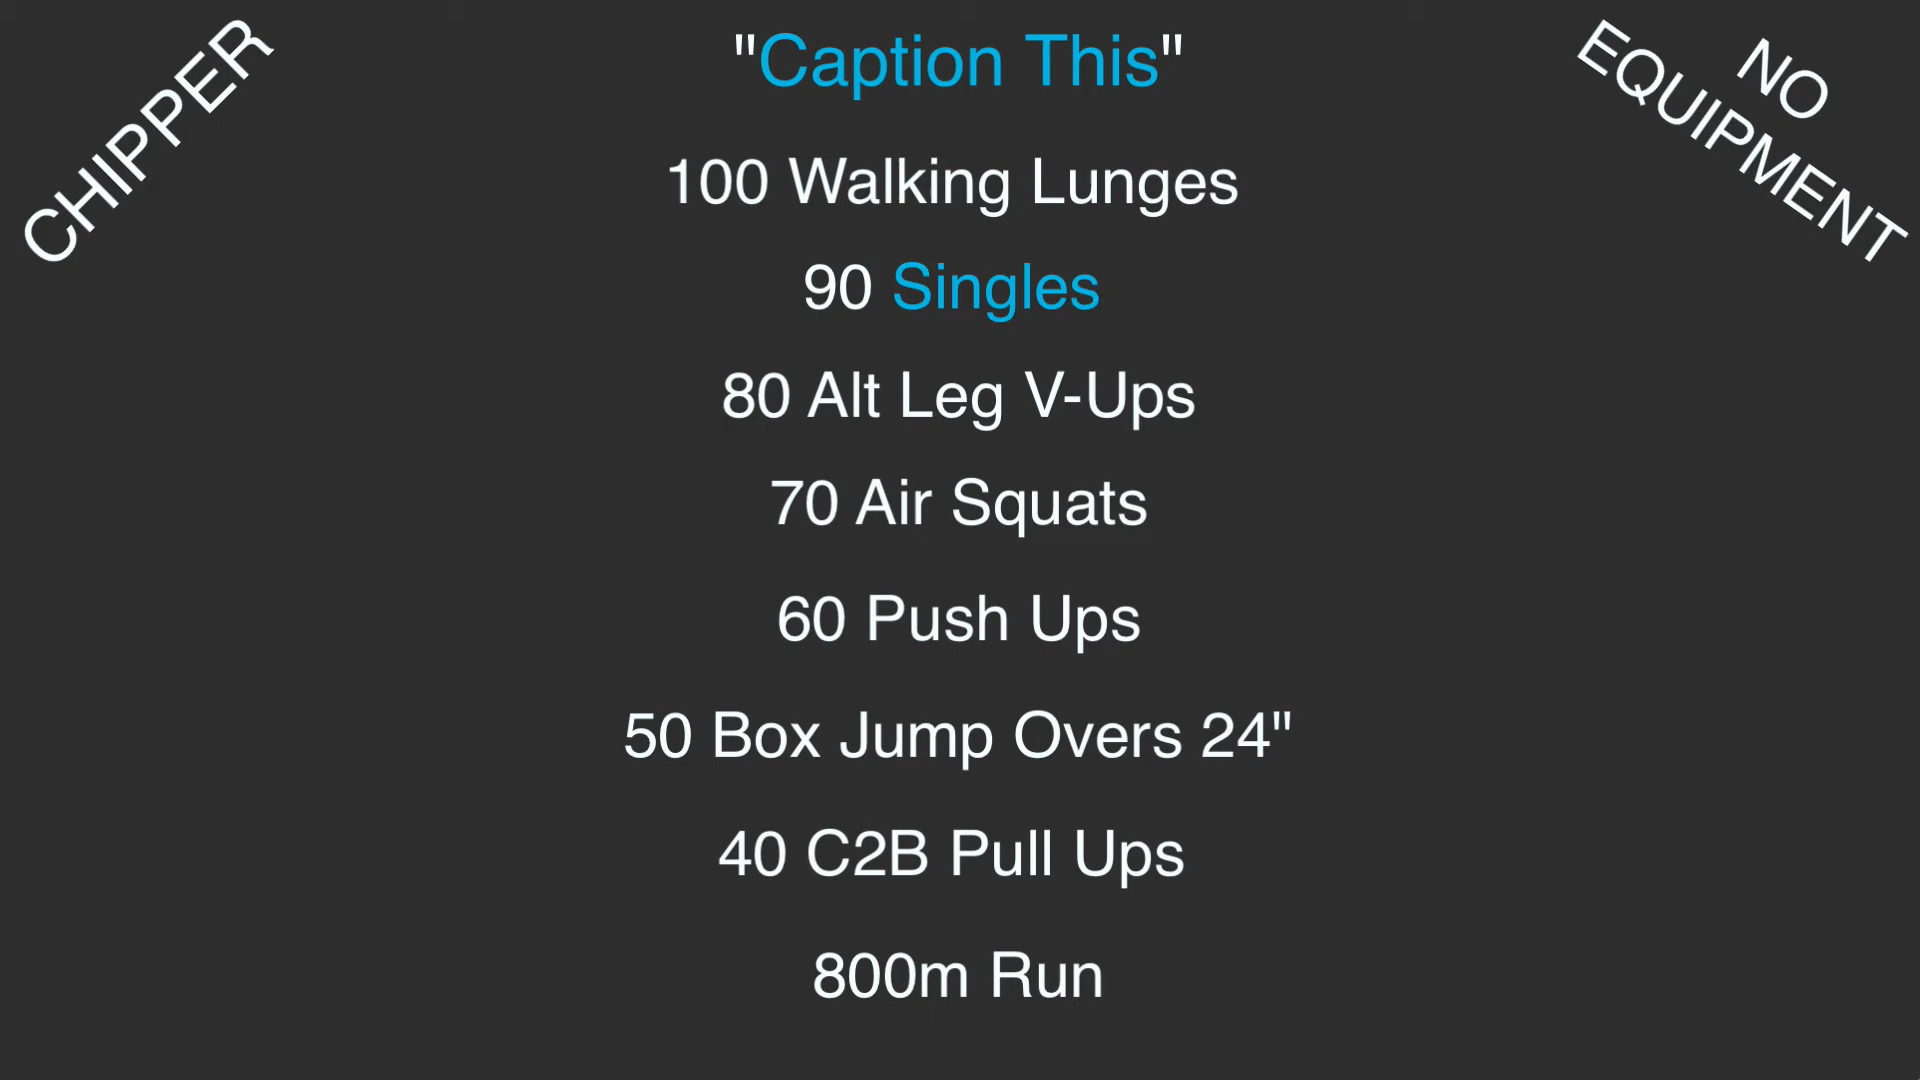 CHIPPER
"Caption This"
NO
EQUIPMENT
100 Walking Lunges
90 Singles
80 Alt Leg V-Ups
70 Air Squats
60 Push Ups
50 Box Jump Overs 24"
40 C2B Pull Ups
800m Run